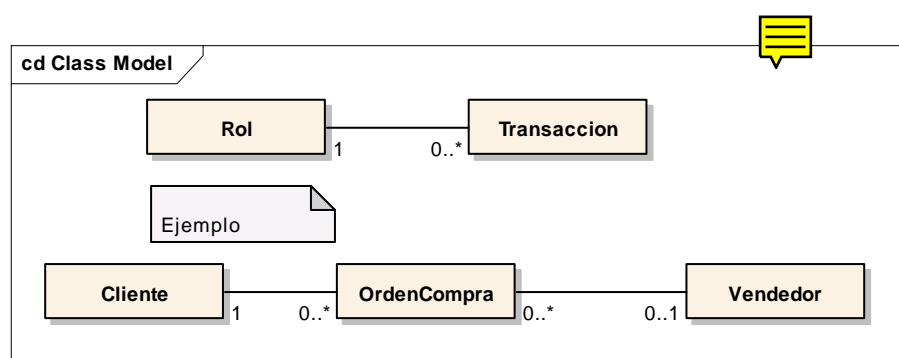 cd Class Model
Rol
Transaccion
1
0..*
Ejemplo
Cliente
OrdenCompra
Vendedor
1
0..*
0..*
0..1